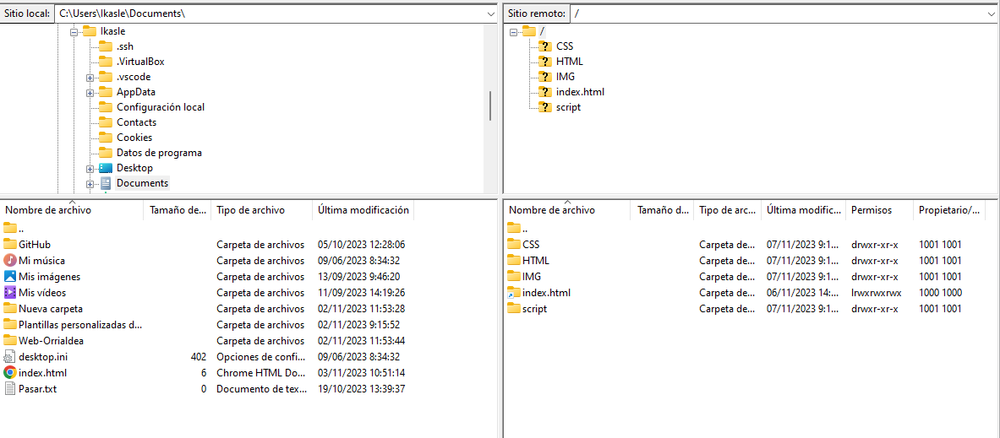 Sitio local: C:\Users\Ikasle\Documents\
Ikasle
.ssh
.VirtualBox
.vscode
AppData
Configuración local
Contacts
Cookies
Datos de programa
Desktop
Documents
Sitio remoto: /
/
CSS
HTML
IMG
index.html
script
Nombre de archivo Tamaño de... Tipo de archivo Última modificación
..
GitHub Carpeta de archivos 05/10/2023 12:28:06
Mi música Carpeta de archivos 09/06/2023 8:34:32
Mis imágenes Carpeta de archivos 13/09/2023 9:46:20
Mis vídeos Carpeta de archivos 11/09/2023 14:19:26
Nueva carpeta Carpeta de archivos 02/11/2023 11:53:28
Plantillas personalizadas d... Carpeta de archivos 02/11/2023 9:15:52
Web-Orrialdea Carpeta de archivos 02/11/2023 11:53:44
desktop.ini 402 Opciones de confi... 09/06/2023 8:34:32
index.html 6 Chrome HTML Do... 03/11/2023 10:51:14
Pasar.txt 0 Documento de tex... 19/10/2023 13:39:37
Nombre de archivo Tamaño d... Tipo de arc... Última modific... Permisos Propietario/...
..
CSS Carpeta de... 07/11/2023 9:1... drwxr-xr-x 1001 1001
HTML Carpeta de... 07/11/2023 9:1... drwxr-xr-x 1001 1001
IMG Carpeta de... 07/11/2023 9:1... drwxr-xr-x 1001 1001
index.html Carpeta de... 06/11/2023 14:... lrwxrwxrwx 1000 1000
script Carpeta de... 07/11/2023 9:1... drwxr-xr-x 1001 1001